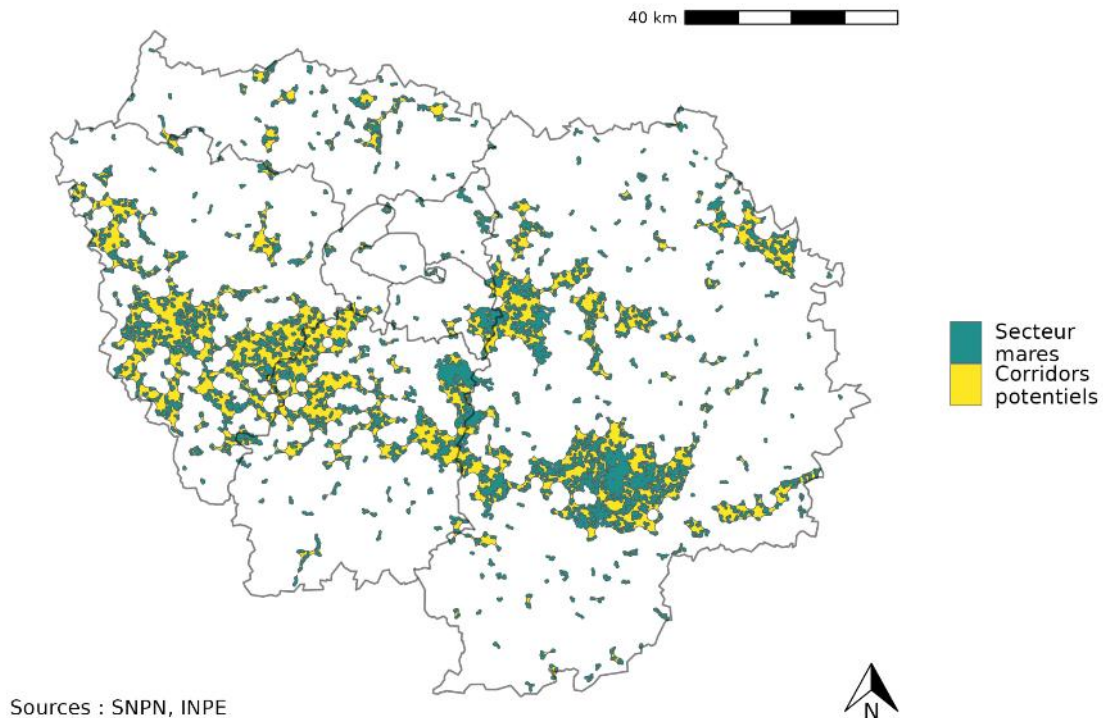 40 km
Secteur
mares
Corridors
potentiels
Sources : SNPN, INPE
N